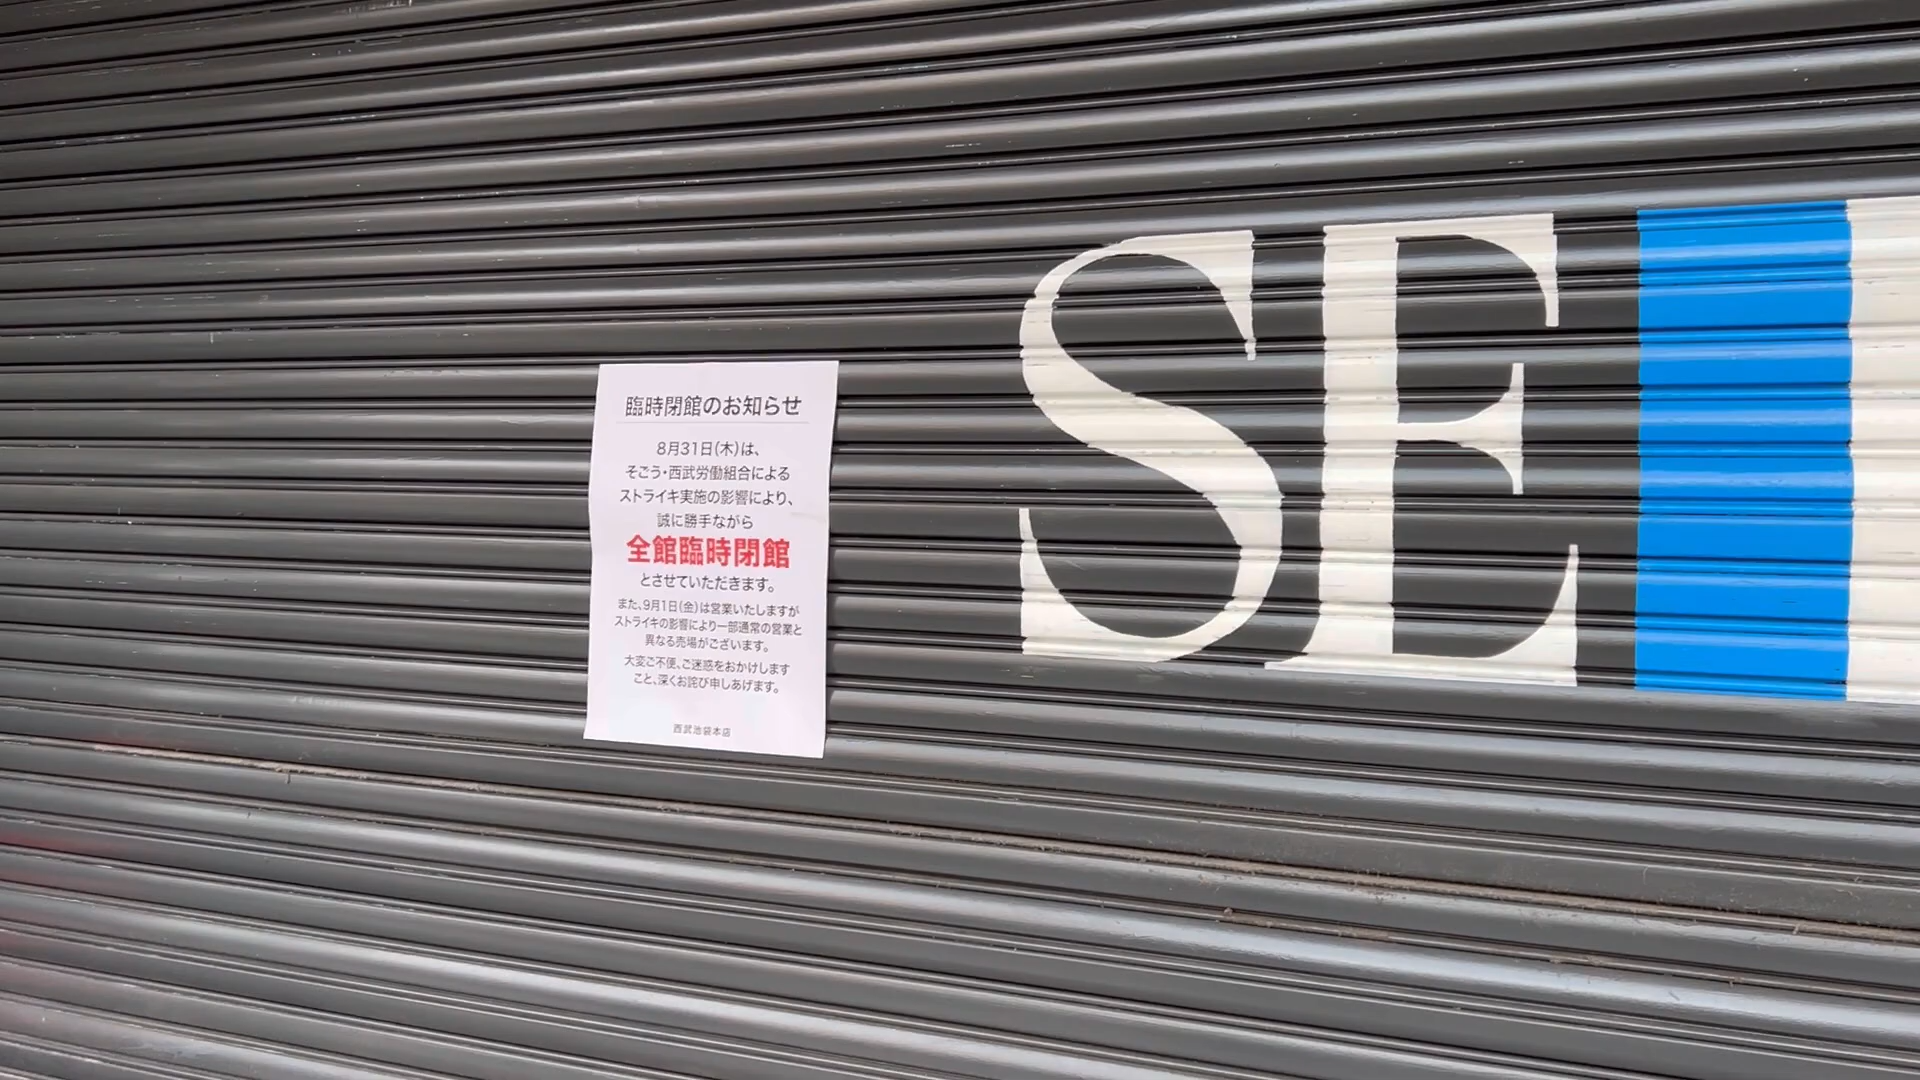 臨時閉館のお知らせ
8月31日(木)は、
そごう・西武労働組合による
ストライキ実施の影響により、
誠に勝手ながら
全館臨時閉館
とさせていただきます。
また、9月1日(金)は営業いたしますが
ストライキの影響により一部通常の営業と
異なる売場がございます。
大変ご不便、ご迷惑をおかけします
こと、深くお詫び申しあげます。
西武池袋本店
SE